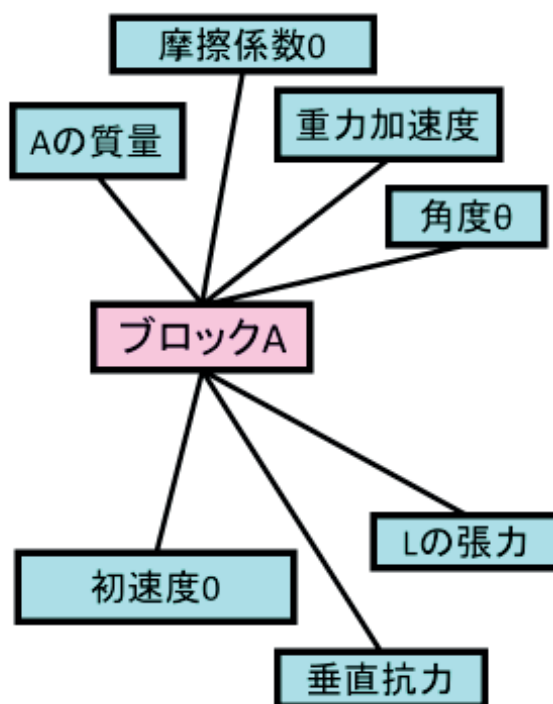 摩擦係数0
Aの質量
重力加速度
角度θ
ブロックA
Lの張力
初速度0
垂直抗力